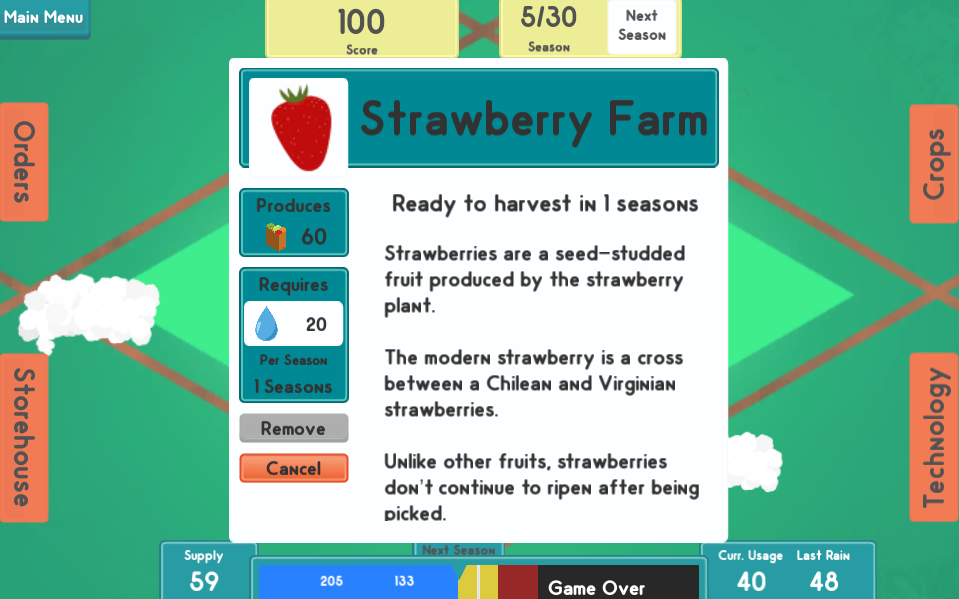 Main Menu
100
Score
5/30
Season
Next
Season
Strawberry Farm
Orders
Crops
Produces
60
Ready to harvest in 1 seasons
Strawberries are a seed-studded
fruit produced by the strawberry
plant.
Requires
20
Per Season
1 Seasons
The modern strawberry is a cross
between a Chilean and Virginian
strawberries.
Remove
Cancel
Unlike other fruits, strawberries
don't continue to ripen after being
picked.
Storehouse
Technology
Next Season
Supply
59
205
133
Game Over
Curr. Usage
40
Last Rain
48